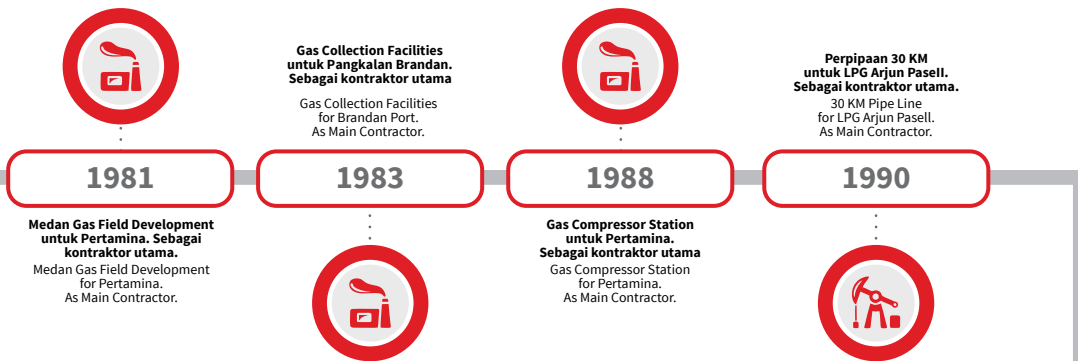 1981
Medan Gas Field Development
untuk Pertamina. Sebagai
kontraktor utama.
Medan Gas Field Development
for Pertamina.
As Main Contractor.
Gas Collection Facilities
untuk Pangkalan Brandan.
Sebagai kontraktor utama
Gas Collection Facilities
for Brandan Port.
As Main Contractor.
1983
1988
Gas Compressor Station
untuk Pertamina.
Sebagai kontraktor utama
Gas Compressor Station
for Pertamina.
As Main Contractor.
Perpipaan 30 KM
untuk LPG Arjun PaseII.
Sebagai kontraktor utama.
30 KM Pipe Line
for LPG Arjun Pasell.
As Main Contractor.
1990